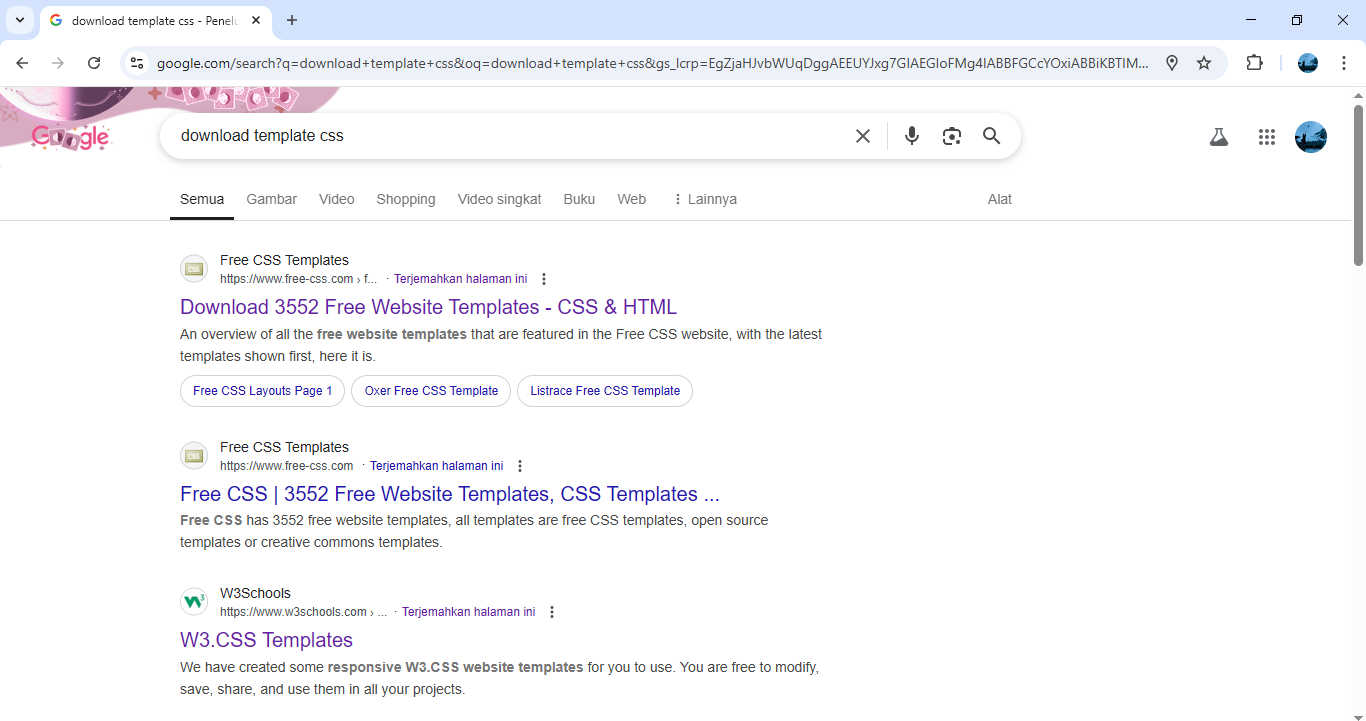 download template css - Penelu
google.com/search?q=download+template+css&oq=download+template+css&gs_lcrp=EgZjaHJvbWUqDggAEEUYJxg7GIAEGIoFMg4IABBFGCcYOxiABBiKBTIM...
Google
download template css
Semua Gambar Video Shopping Video singkat Buku Web Lainnya Alat
Free CSS Templates
https://www.free-css.com › f... · Terjemahkan halaman ini
Download 3552 Free Website Templates - CSS & HTML
An overview of all the free website templates that are featured in the Free CSS website, with the latest
templates shown first, here it is.
Free CSS Layouts Page 1 Oxer Free CSS Template Listrace Free CSS Template
Free CSS Templates
https://www.free-css.com · Terjemahkan halaman ini
Free CSS | 3552 Free Website Templates, CSS Templates ...
Free CSS has 3552 free website templates, all templates are free CSS templates, open source
templates or creative commons templates.
W3Schools
https://www.w3schools.com › ... · Terjemahkan halaman ini
W3.CSS Templates
We have created some responsive W3.CSS website templates for you to use. You are free to modify,
save, share, and use them in all your projects.